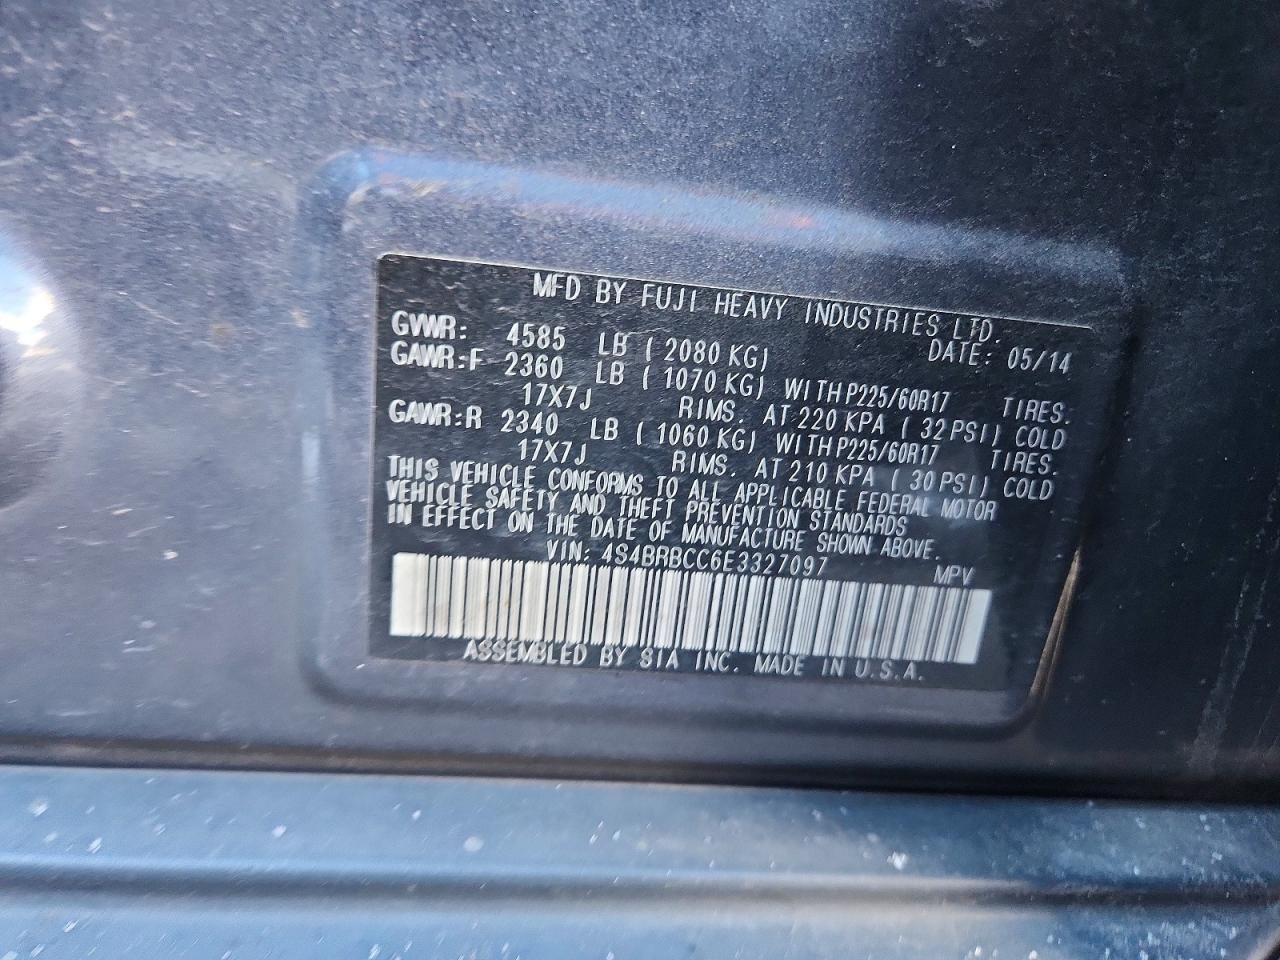 MFD BY FUJI HEAVY INDUSTRIES LTD.
DATE: 05/14
GVWR: 4585 LB ( 2080 KG)
GAWR:F 2360 LB ( 1070 KG) WITH P225/60R17 TIRES.
17X7J RIMS. AT 220 KPA ( 32 PSI) COLD
GAWR:R 2340 LB ( 1060 KG) WITH P225/60R17 TIRES.
17X7J RIMS. AT 210 KPA ( 30 PSI) COLD
THIS VEHICLE CONFORMS TO ALL APPLICABLE FEDERAL MOTOR
VEHICLE SAFETY AND THEFT PREVENTION STANDARDS
IN EFFECT ON THE DATE OF MANUFACTURE SHOWN ABOVE.
VIN: 4S4BRBCC6E3327097 MPV
ASSEMBLED BY SIA INC. MADE IN U.S.A.